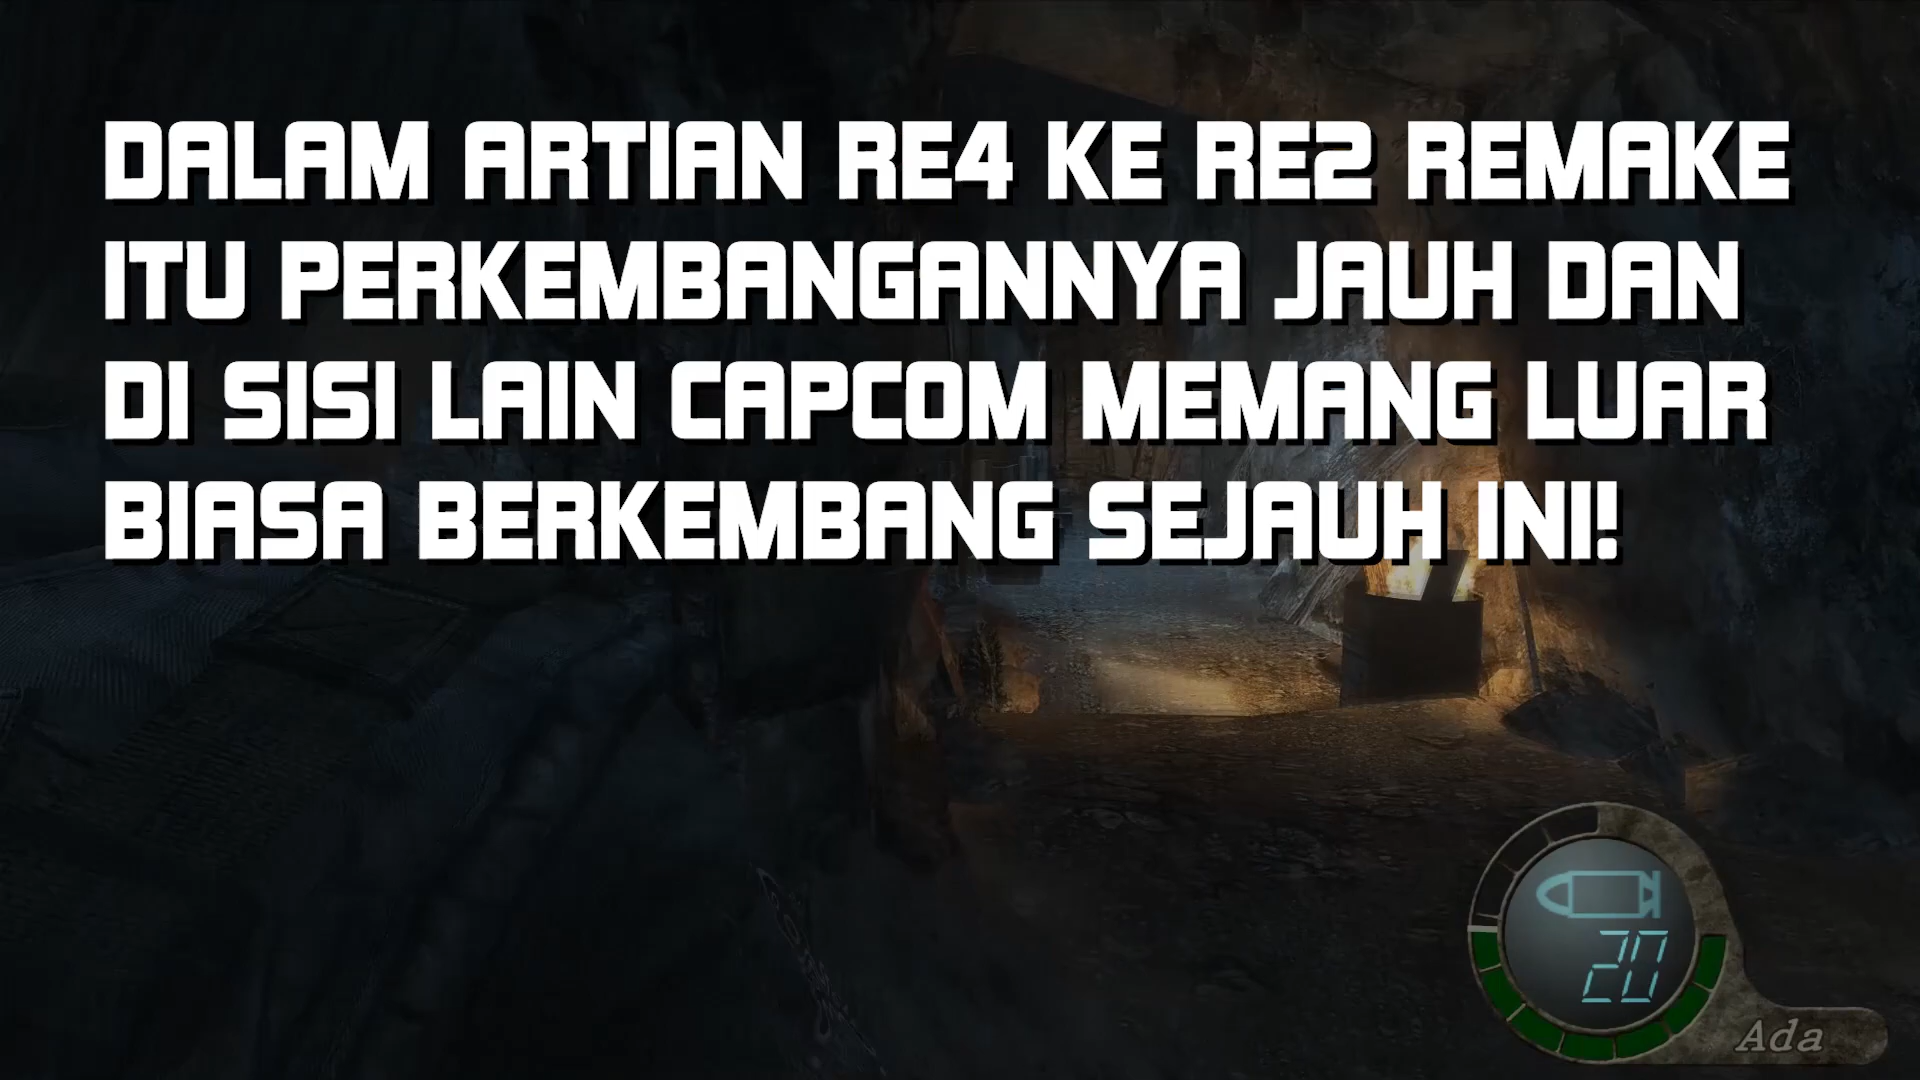 DALAM ARTIAN RE4 KE RE2 REMAKE
ITU PERKEMBANGANNYA JAUH DAN
DI SISI LAIN CAPCOM MEMANG LUAR
BIASA BERKEMBANG SEJAUH INI!
20
Ada